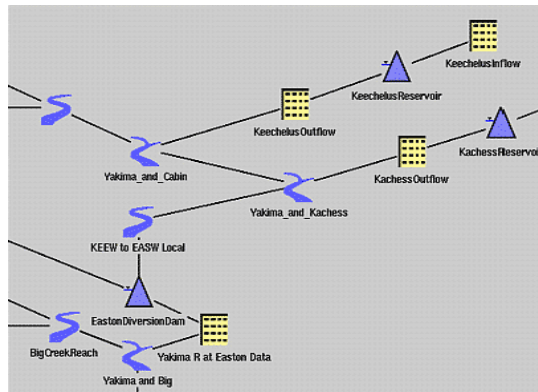 KeechelusInflow
KeechelusReservoir
KeechelusOutflow
KachessReservoir
Yakima_and_Cabin
KachessOutflow
Yakima_and_Kachess
KEEW to EASW Local
EastonDiversionDam
BigCreekReach
Yakima R at Easton Data
Yakima and Big